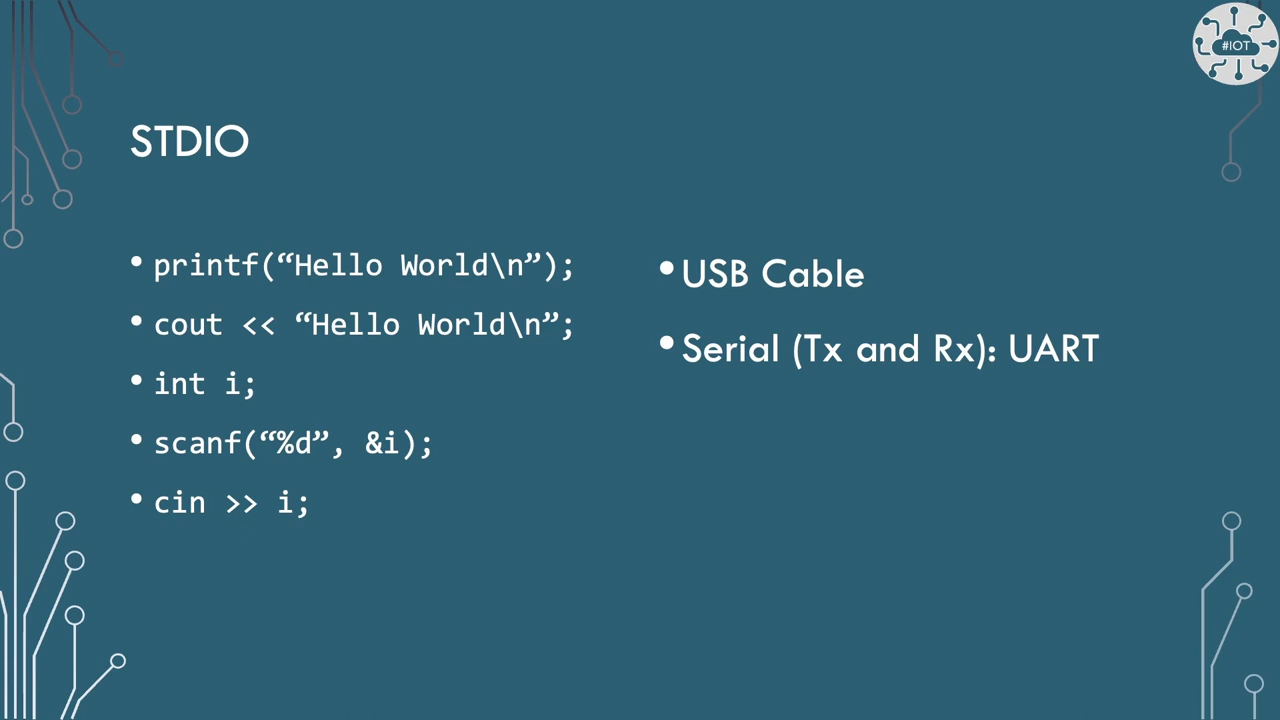 #IOT
STDIO
• printf(“Hello World\n”);
• cout << “Hello World\n”;
• int i;
• scanf(“%d”, &i);
• cin >> i;
• USB Cable
• Serial (Tx and Rx): UART